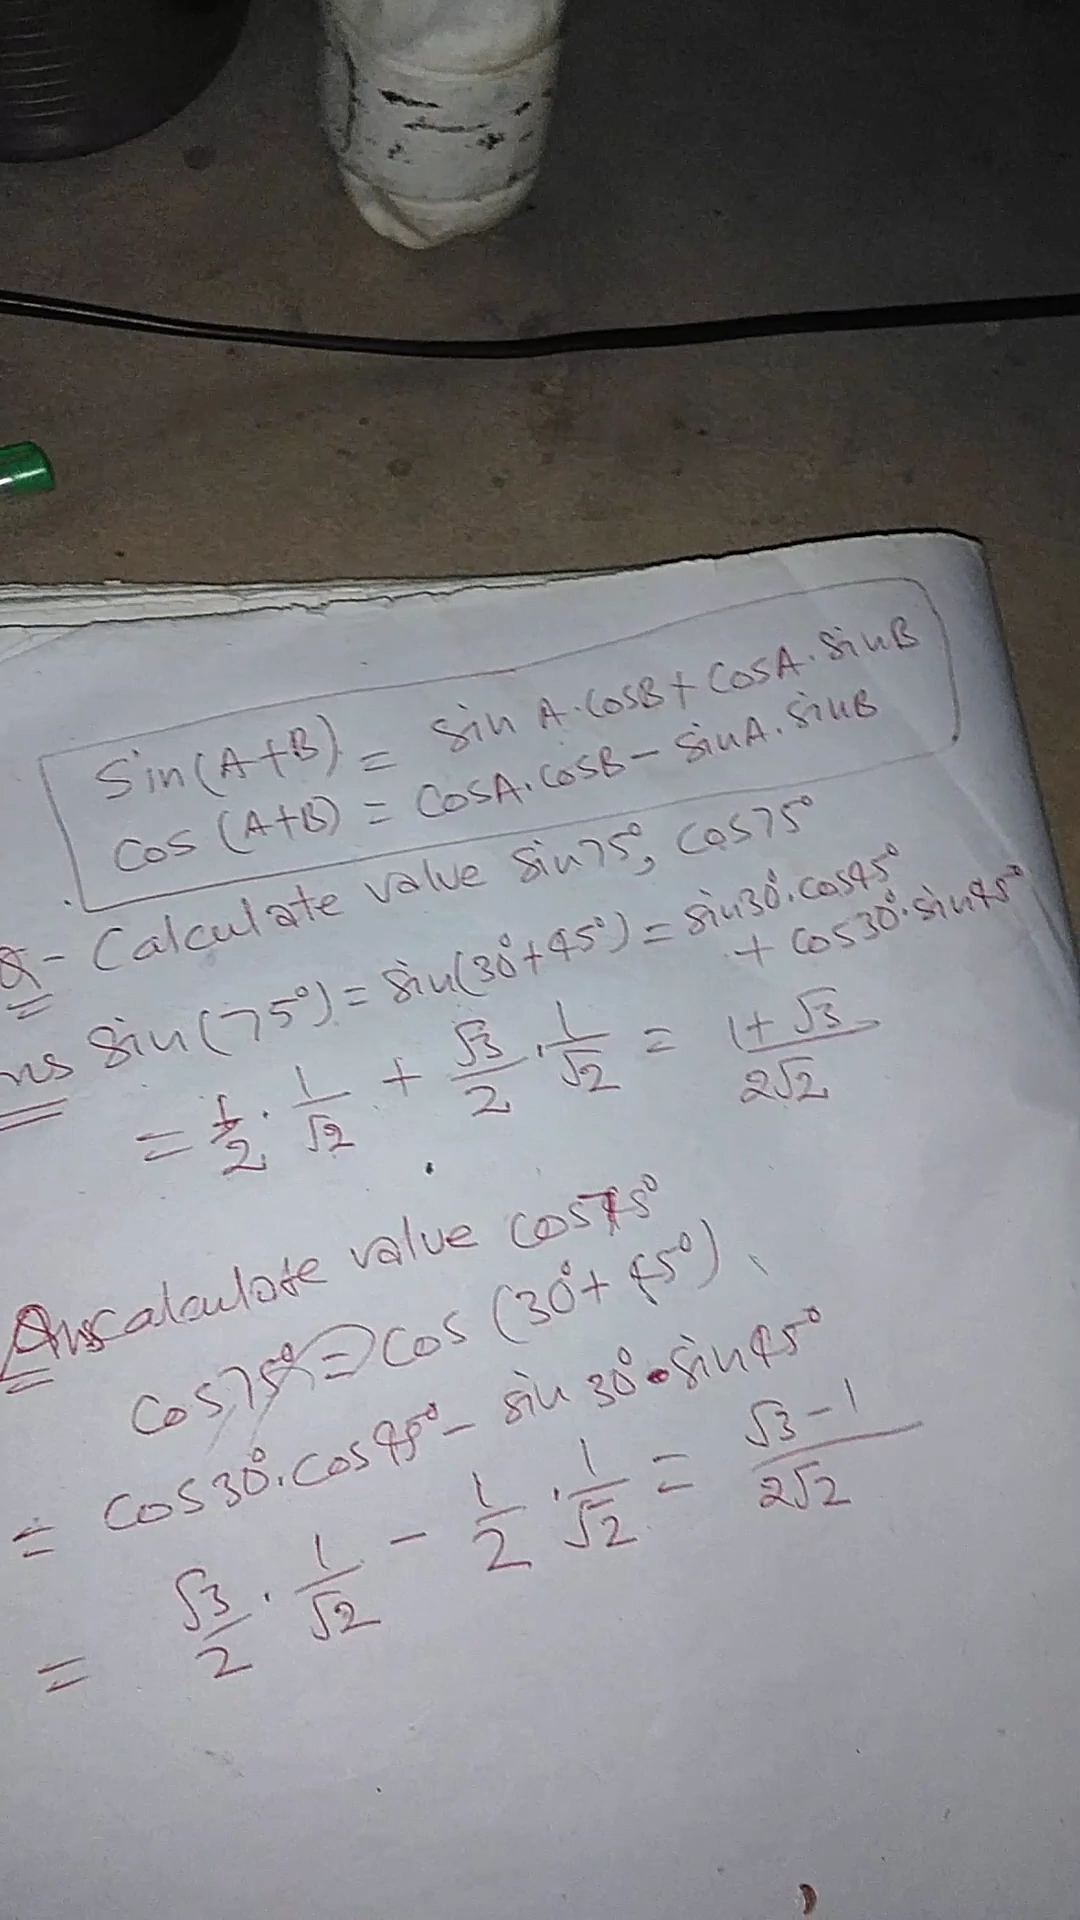 Sin(A+B) = sin A.cosB + cosA.sinB
cos(A+B) = cosA.cosB - sinA.sinB
Q- Calculate value sin75°, cos75°
ns sin(75°) = sin(30°+45°) = sin30°.cos45°
+ cos30°.sin45°
= 1/2 . 1/√2 + √3/2 . 1/√2 = 1+√3/2√2
Ans calculate value cos75°
cos75° = cos(30°+45°)
= cos30°.cos45° - sin30°.sin45°
= √3/2 . 1/√2 - 1/2 . 1/√2 = √3-1/2√2